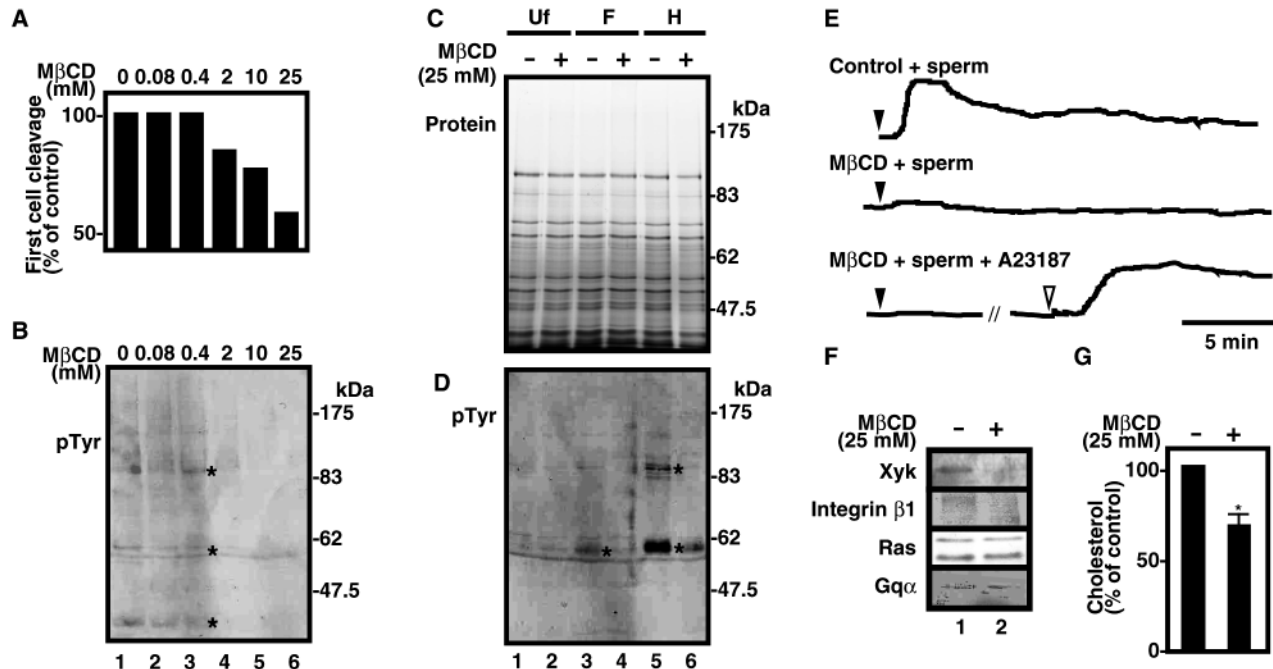 A
MβCD
(mM)
0 0.08 0.4 2 10 25
First cell cleavage
(% of control)
100
50
B
MβCD
(mM)
0 0.08 0.4 2 10 25
pTyr
kDa
175
83
62
47.5
*
*
*
1 2 3 4 5 6
C
Uf F H
MβCD
(25 mM)
- + - + - +
Protein
kDa
175
83
62
47.5
D
pTyr
175
83
62
47.5
*
* *
1 2 3 4 5 6
E
Control + sperm
MβCD + sperm
MβCD + sperm + A23187
//
5 min
F
MβCD
(25 mM)
- +
Xyk
Integrin β1
Ras
Gqα
1 2
G
MβCD
(25 mM)
- +
Cholesterol
(% of control)
100
50
0
*